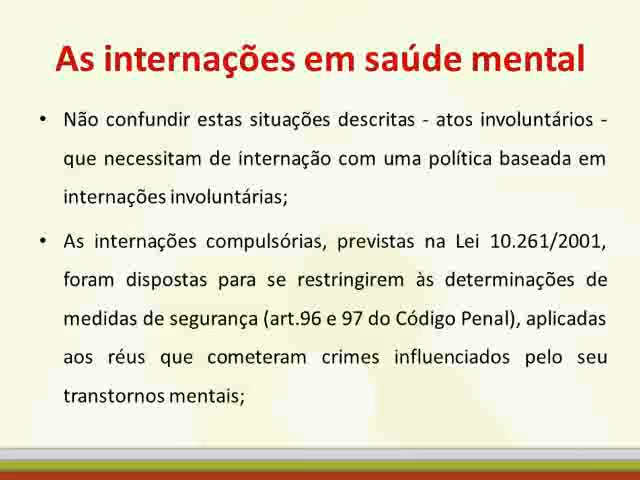 As internações em saúde mental
• Não confundir estas situações descritas - atos involuntários -
que necessitam de internação com uma política baseada em
internações involuntárias;
• As internações compulsórias, previstas na Lei 10.261/2001,
foram dispostas para se restringirem às determinações de
medidas de segurança (art.96 e 97 do Código Penal), aplicadas
aos réus que cometeram crimes influenciados pelo seu
transtornos mentais;